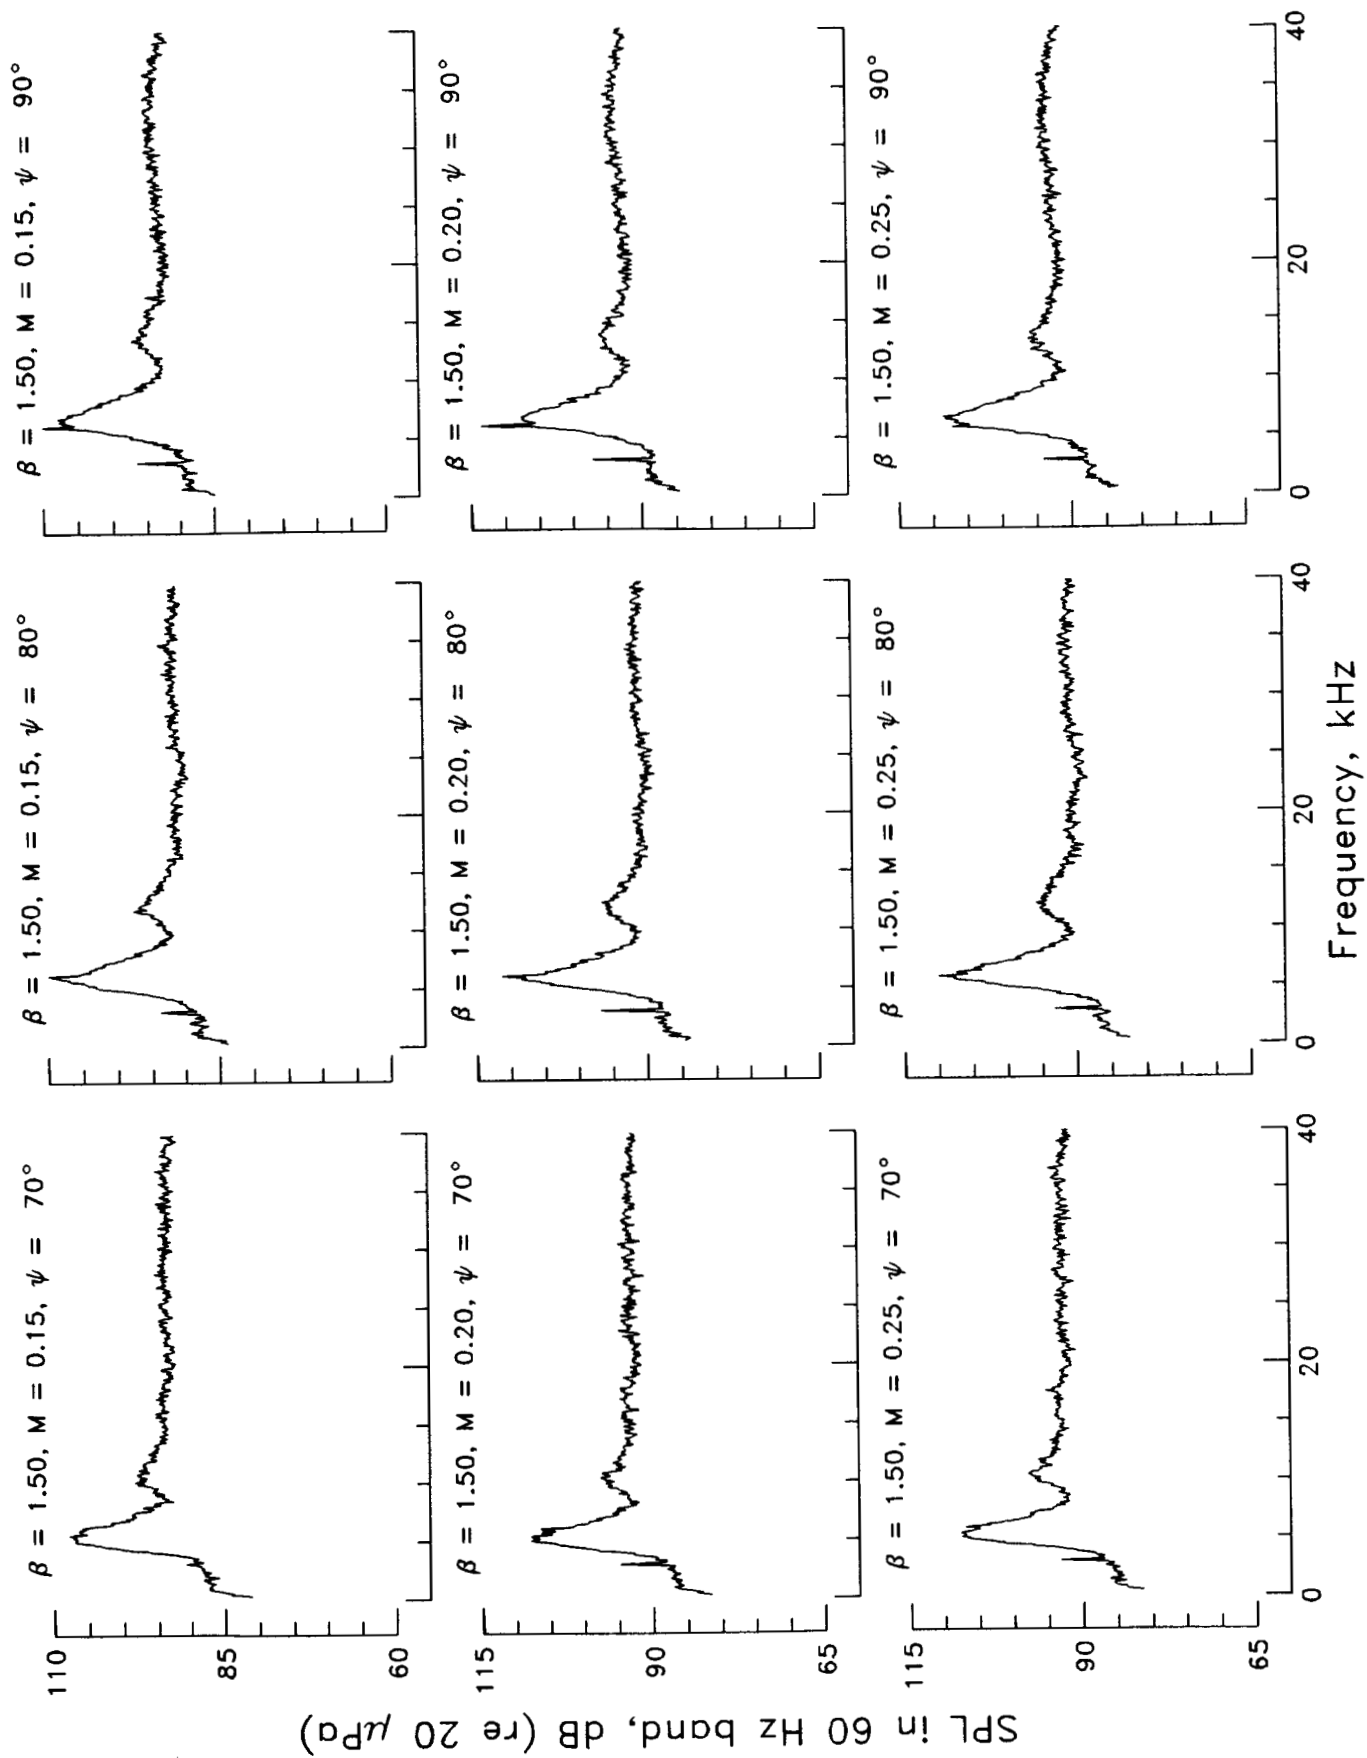 β = 1.50, M = 0.15, ψ = 70°
β = 1.50, M = 0.15, ψ = 80°
β = 1.50, M = 0.15, ψ = 90°
110
85
60
β = 1.50, M = 0.20, ψ = 70°
β = 1.50, M = 0.20, ψ = 80°
β = 1.50, M = 0.20, ψ = 90°
115
90
65
β = 1.50, M = 0.25, ψ = 70°
β = 1.50, M = 0.25, ψ = 80°
β = 1.50, M = 0.25, ψ = 90°
115
90
65
0 20 40
0 20 40
0 20 40
SPL in 60 Hz band, dB (re 20 μPa)
Frequency, kHz